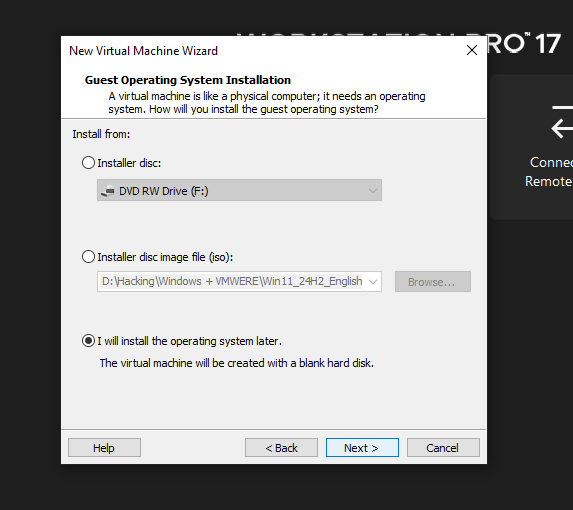 WORKSTATION PRO™ 17
New Virtual Machine Wizard
Guest Operating System Installation
A virtual machine is like a physical computer; it needs an operating
system. How will you install the guest operating system?
Install from:
Installer disc:
DVD RW Drive (F:)
Installer disc image file (iso):
D:\Hacking\Windows + VMWERE\Win11_24H2_English
Browse...
I will install the operating system later.
The virtual machine will be created with a blank hard disk.
Help
< Back
Next >
Cancel
Connec
Remote